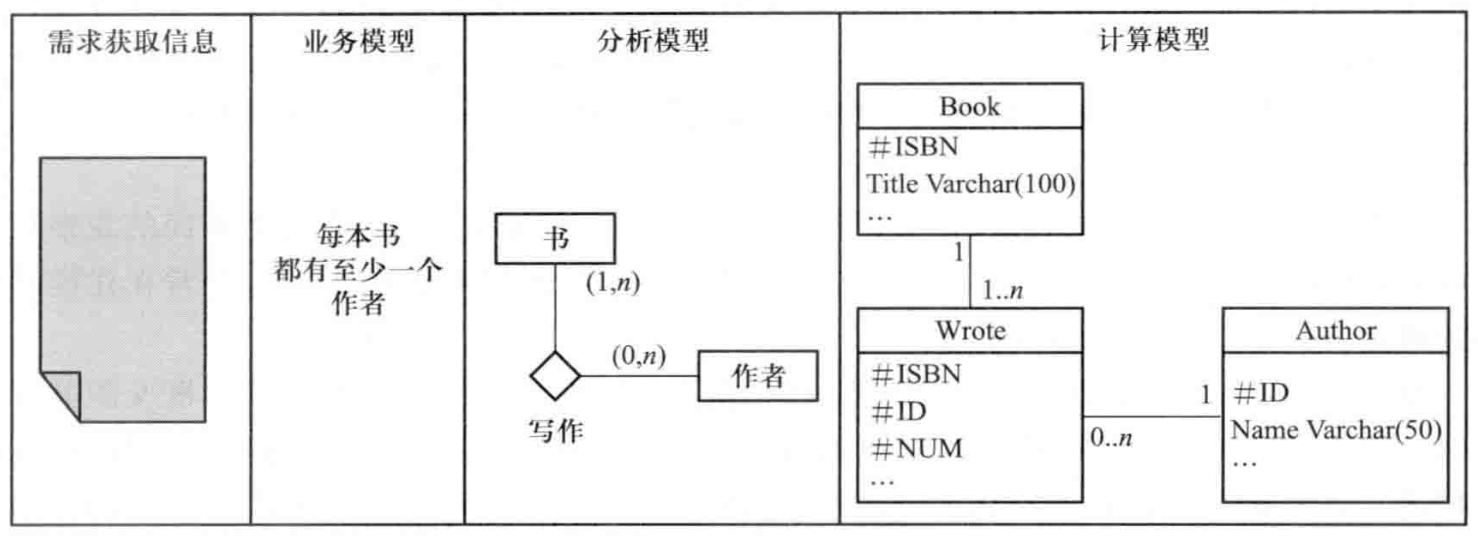 需求获取信息
业务模型
分析模型
计算模型
每本书
都有至少一个
作者
书
(1,n)
(0,n)
作者
写作
Book
#ISBN
Title Varchar(100)
…
1
1..n
Wrote
#ISBN
#ID
#NUM
…
1
0..n
Author
#ID
Name Varchar(50)
…